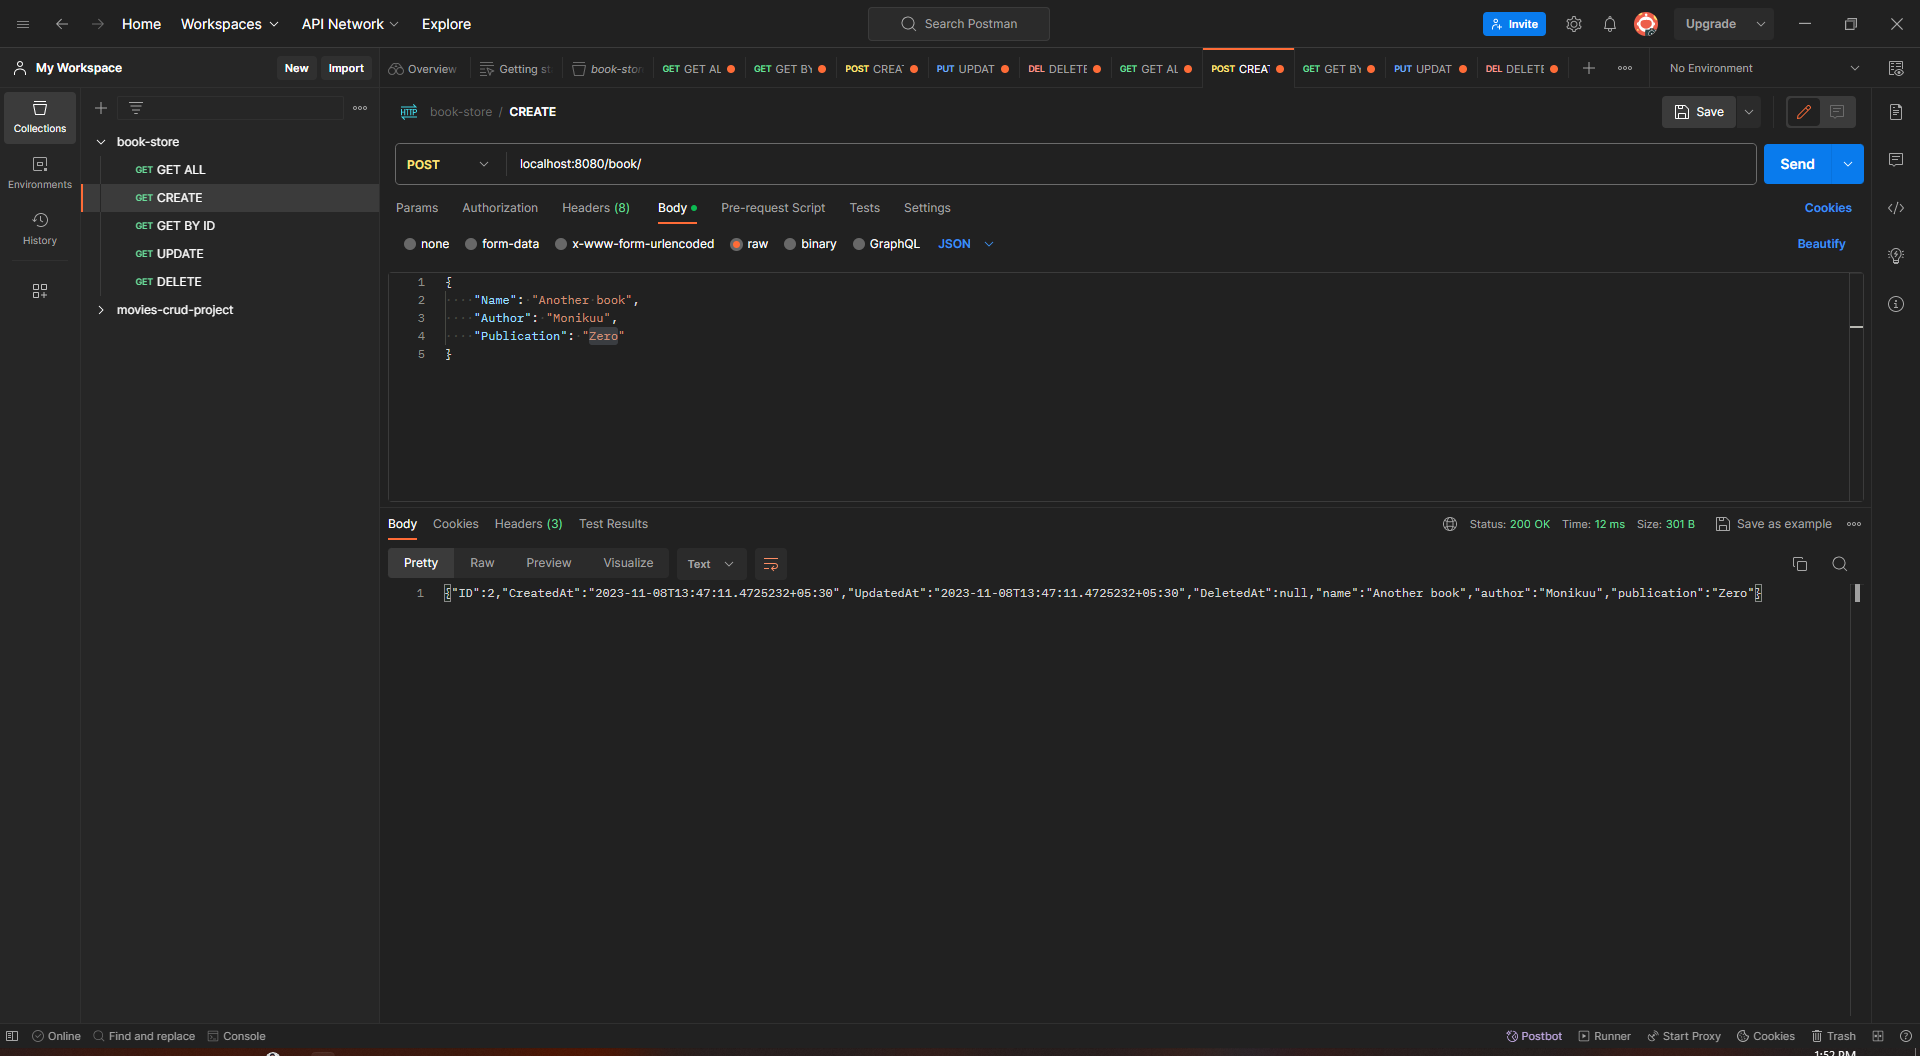 Home Workspaces API Network Explore Search Postman Invite Upgrade
My Workspace New Import Overview Getting st book-stor GET GET AL GET GET BY POST CREA PUT UPDAT DEL DELETE GET GET AL POST CREA GET GET BY PUT UPDAT DEL DELETE No Environment
Collections
Environments
History
book-store
GET GET ALL
GET CREATE
GET GET BY ID
GET UPDATE
GET DELETE
movies-crud-project
HTTP book-store / CREATE Save
POST localhost:8080/book/ Send
Params Authorization Headers (8) Body Pre-request Script Tests Settings Cookies
none form-data x-www-form-urlencoded raw binary GraphQL JSON Beautify
1 {
2 ····"Name":·"Another·book",
3 ····"Author":·"Monikuu",
4 ····"Publication":·"Zero"
5 }
Body Cookies Headers (3) Test Results Status: 200 OK Time: 12 ms Size: 301 B Save as example
Pretty Raw Preview Visualize Text
1 {"ID":2,"CreatedAt":"2023-11-08T13:47:11.4725232+05:30","UpdatedAt":"2023-11-08T13:47:11.4725232+05:30","DeletedAt":null,"name":"Another book","author":"Monikuu","publication":"Zero"}
Online Find and replace Console Postbot Runner Start Proxy Cookies Trash
1:52 PM